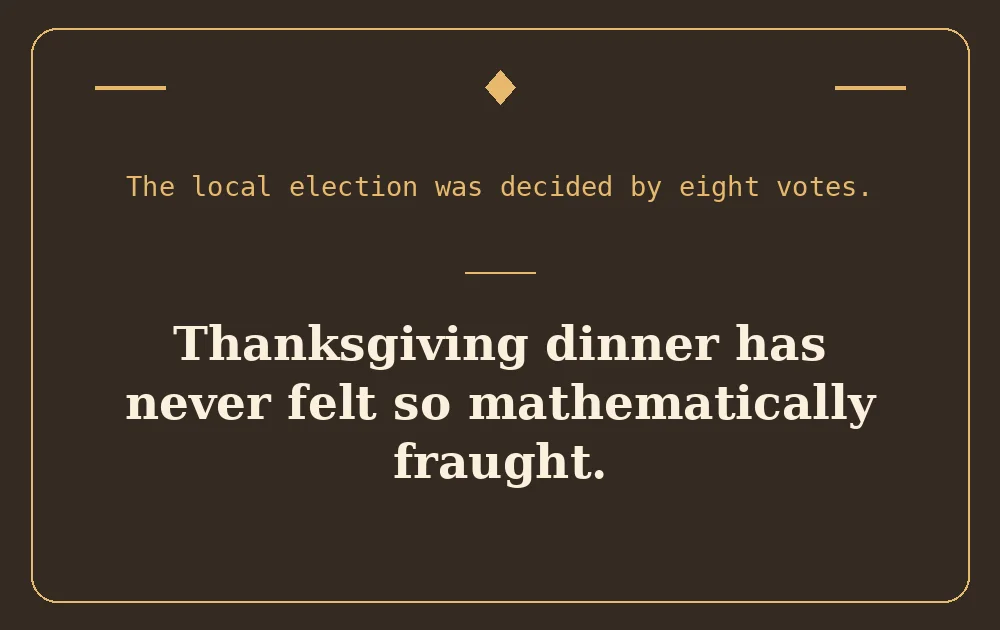 The local election was decided by eight votes.
Thanksgiving dinner has
never felt so mathematically
fraught.